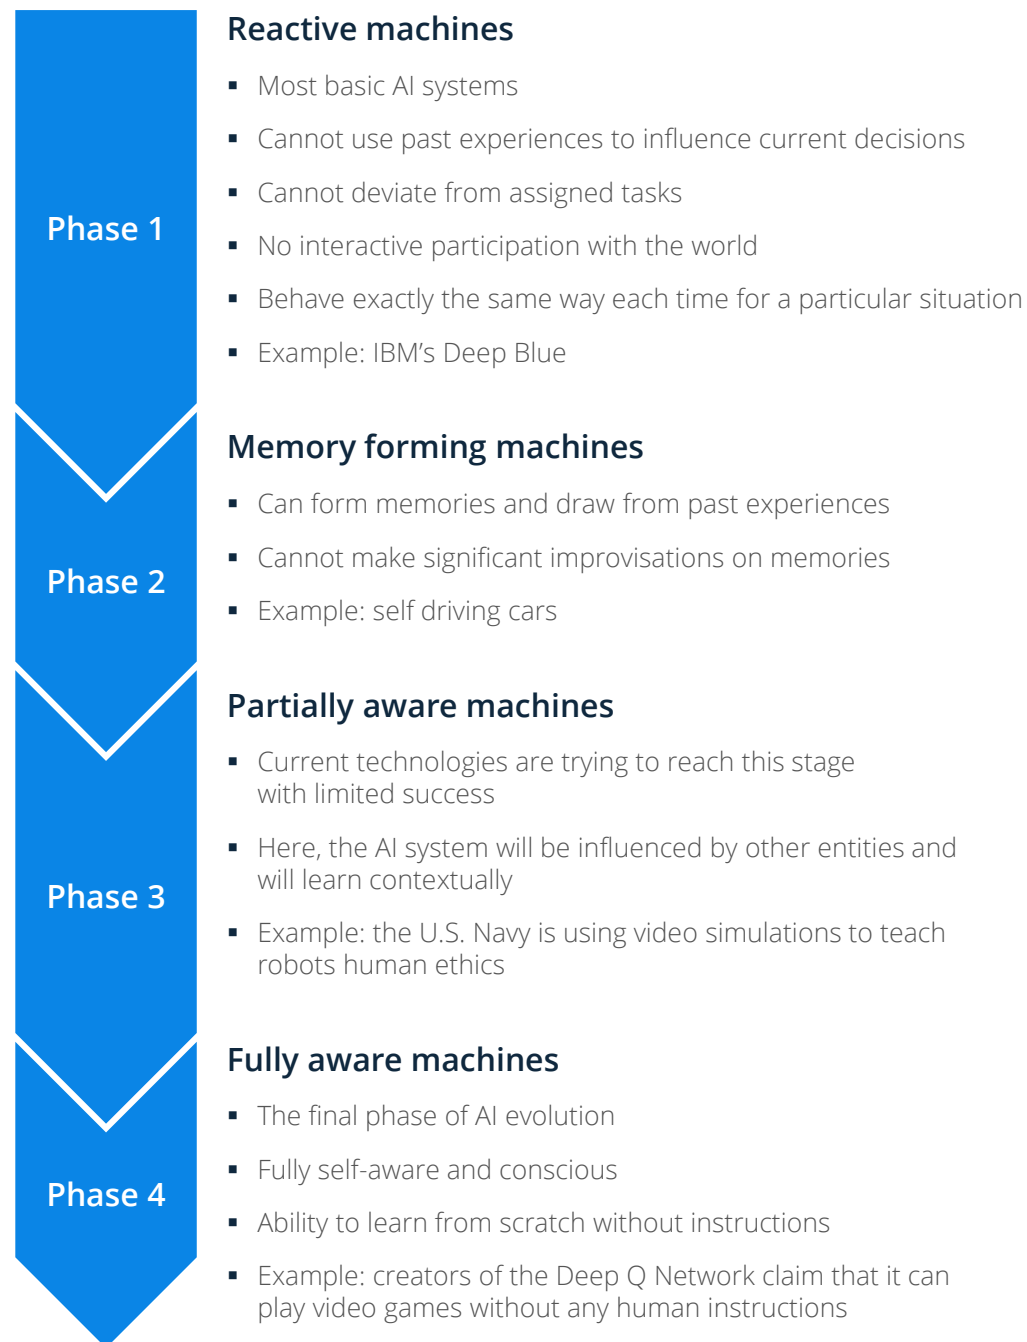 Reactive machines
▪ Most basic AI systems
▪ Cannot use past experiences to influence current decisions
▪ Cannot deviate from assigned tasks
Phase 1
▪ No interactive participation with the world
▪ Behave exactly the same way each time for a particular situation
▪ Example: IBM’s Deep Blue
Memory forming machines
▪ Can form memories and draw from past experiences
▪ Cannot make significant improvisations on memories
Phase 2
▪ Example: self driving cars
Partially aware machines
▪ Current technologies are trying to reach this stage
with limited success
▪ Here, the AI system will be influenced by other entities and
will learn contextually
Phase 3
▪ Example: the U.S. Navy is using video simulations to teach
robots human ethics
Fully aware machines
▪ The final phase of AI evolution
▪ Fully self-aware and conscious
Phase 4
▪ Ability to learn from scratch without instructions
▪ Example: creators of the Deep Q Network claim that it can
play video games without any human instructions